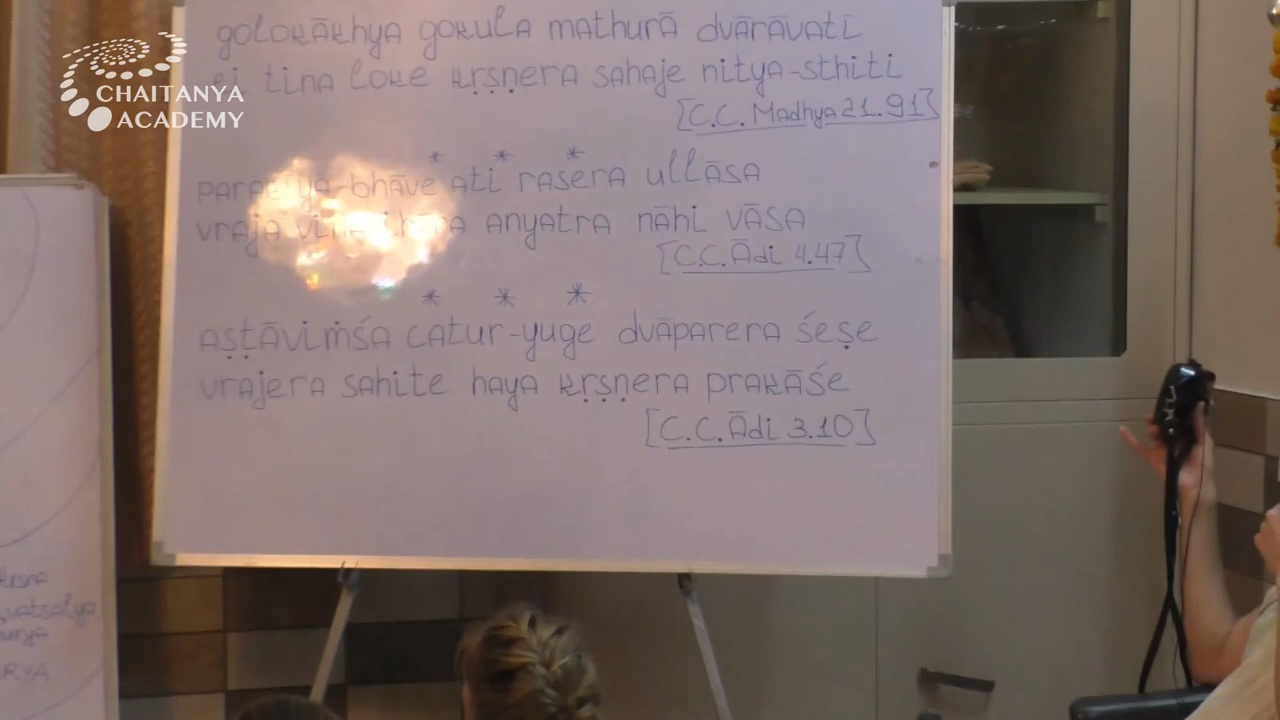 CHAITANYA
ACADEMY
golokākhya gokula mathurā dvārāvatī
ei tina loke kṛṣṇera sahaje nitya-sthiti
[C.C. Madhya 21.91]
* * *
-bhāve ati rasera ullāsa
vraja anyatra nāhi vāsa
[C.C. Ādi 4.47]
* * *
aṣṭāviṁśa catur-yuge dvāparera śeṣe
vrajera sahite haya kṛṣṇera prakāśe
[C.C. Ādi 3.10]
vatsalya